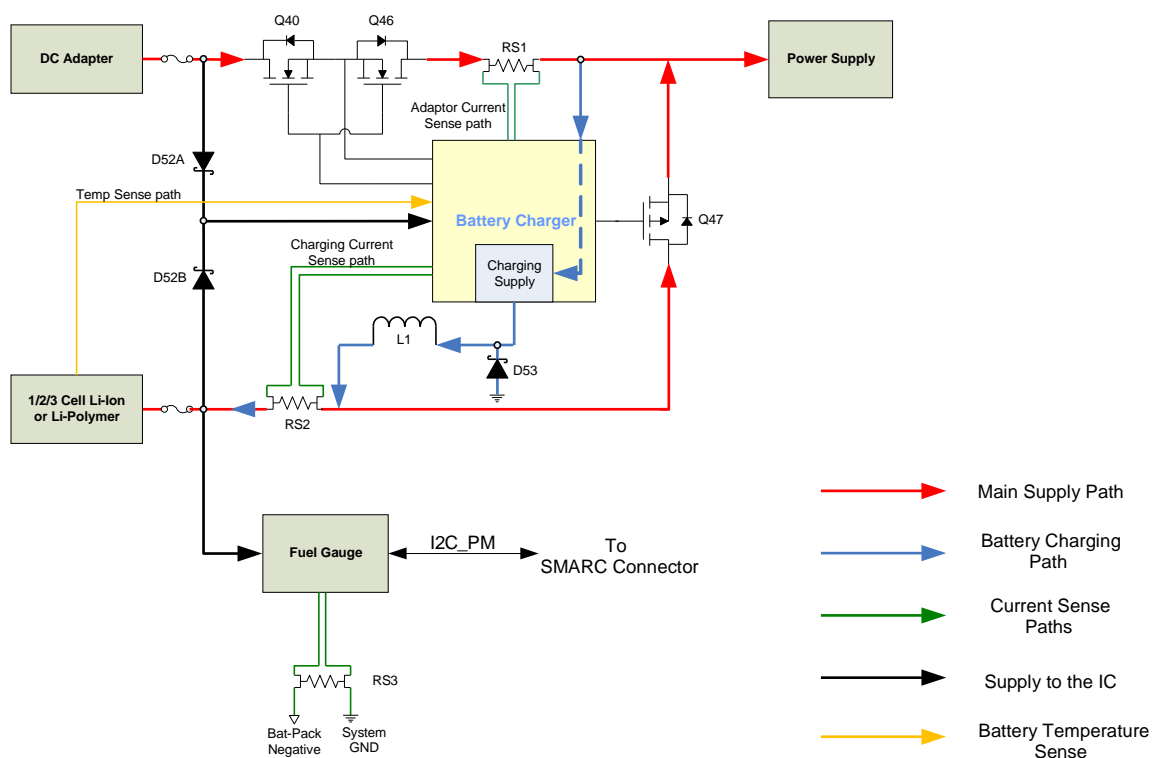 Q40
Q46
RS1
DC Adapter
Power Supply
Adaptor Current
Sense path
D52A
Temp Sense path
Battery Charger
Q47
Charging Current
Sense path
D52B
Charging
Supply
L1
D53
1/2/3 Cell Li-Ion
or Li-Polymer
RS2
Main Supply Path
Fuel Gauge
I2C_PM
To
SMARC Connector
Battery Charging
Path
Current Sense
Paths
RS3
Supply to the IC
Bat-Pack
Negative
System
GND
Battery Temperature
Sense